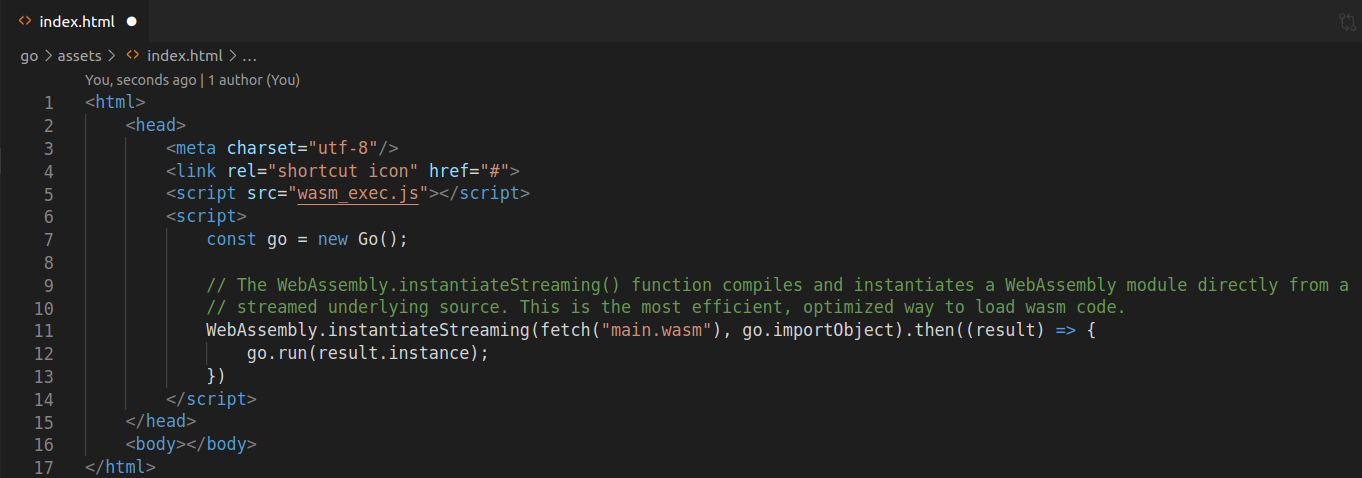 index.html
go > assets > index.html > ...
You, seconds ago | 1 author (You)
1 <html>
2     <head>
3         <meta charset="utf-8"/>
4         <link rel="shortcut icon" href="#">
5         <script src="wasm_exec.js"></script>
6         <script>
7             const go = new Go();
8
9             // The WebAssembly.instantiateStreaming() function compiles and instantiates a WebAssembly module directly from a
10             // streamed underlying source. This is the most efficient, optimized way to load wasm code.
11             WebAssembly.instantiateStreaming(fetch("main.wasm"), go.importObject).then((result) => {
12                 go.run(result.instance);
13             })
14         </script>
15     </head>
16     <body></body>
17 </html>